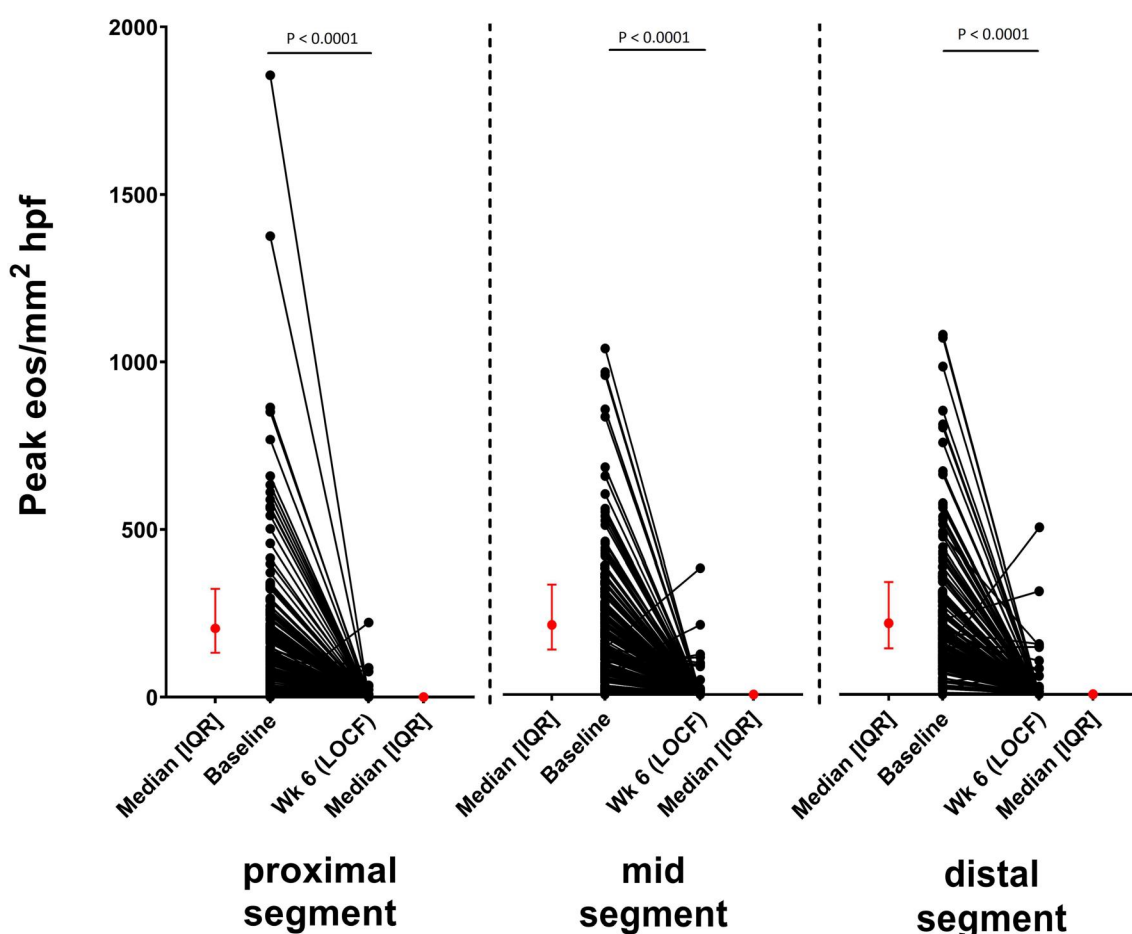 P < 0.0001
P < 0.0001
P < 0.0001
Peak eos/mm² hpf
2000
1500
1000
500
0
Median [IQR]
Baseline
Wk 6 (LOCF)
Median [IQR]
Median [IQR]
Baseline
Wk 6 (LOCF)
Median [IQR]
Median [IQR]
Baseline
Wk 6 (LOCF)
Median [IQR]
proximal
segment
mid
segment
distal
segment